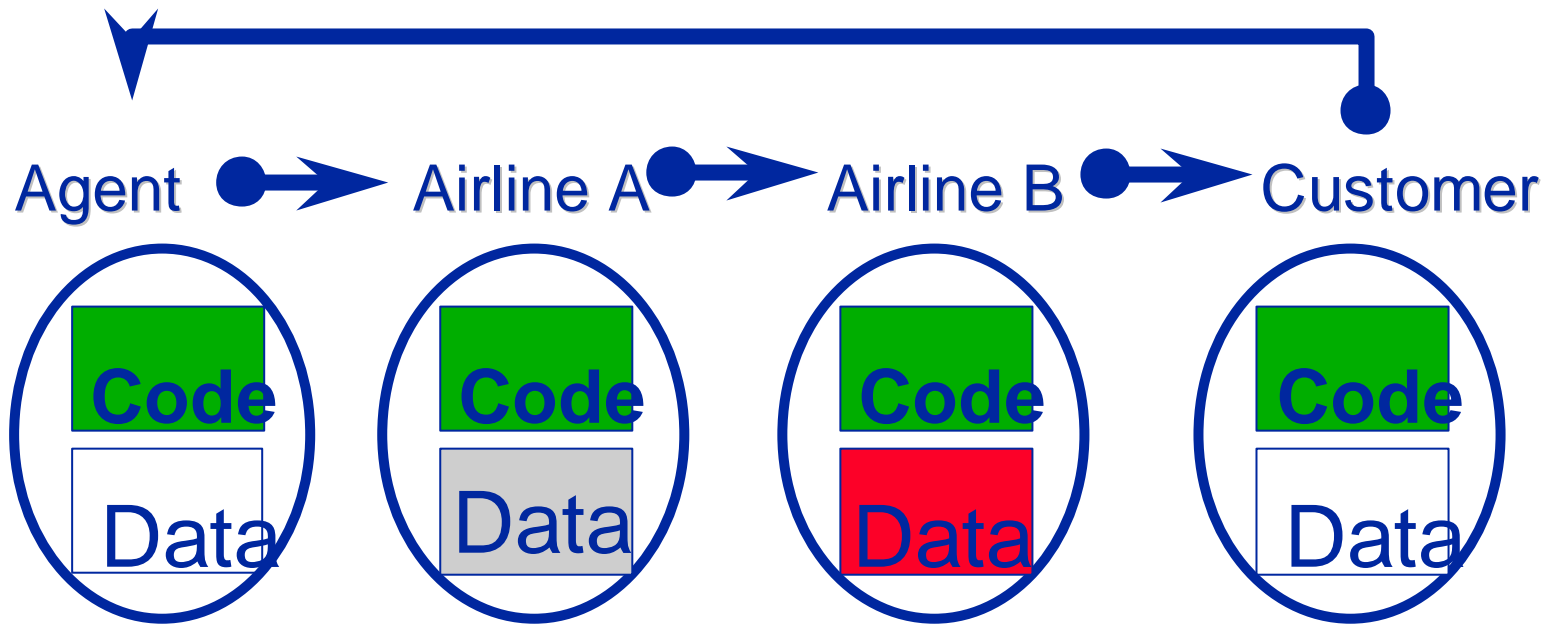 Agent Airline A Airline B Customer
Code Code Code Code
Data Data Data Data